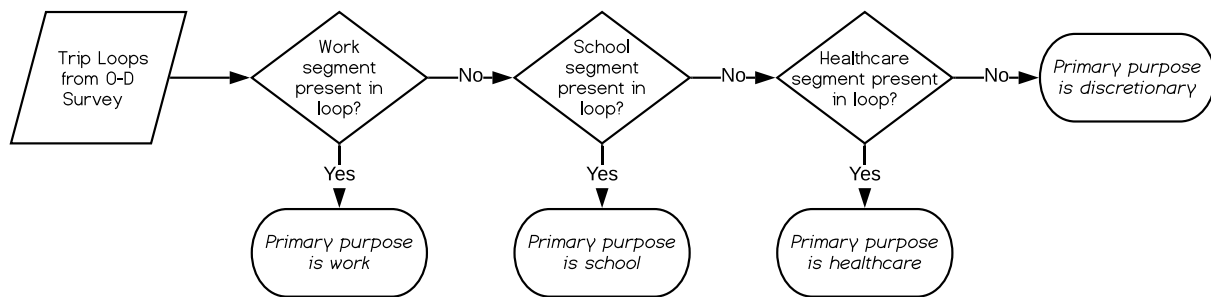 Trip Loops
from O-D
Survey
Work
segment
present in
loop?
No
School
segment
present in
loop?
No
Healthcare
segment present
in loop?
No
Primary purpose
is discretionary
Yes
Yes
Yes
Primary purpose
is work
Primary purpose
is school
Primary purpose
is healthcare